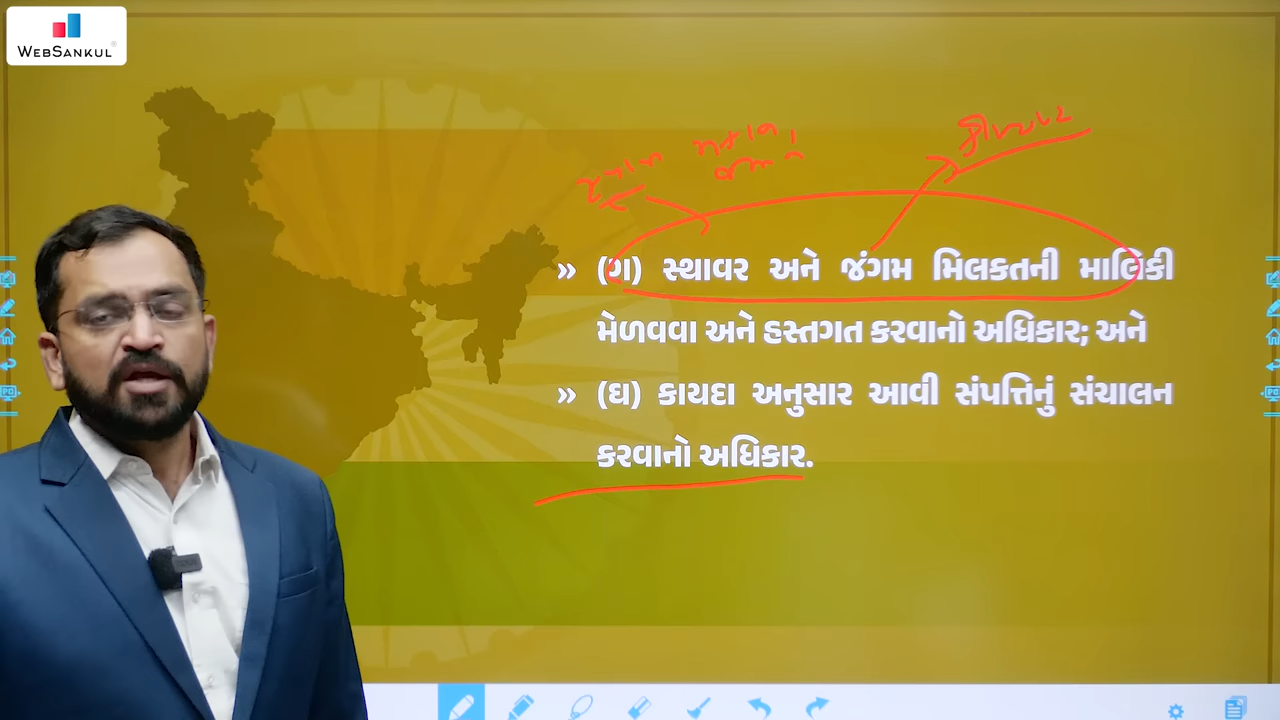 WEBSANKUL
» (ગ) સ્થાવર અને જંગમ મિલકતની માલિકી
મેળવવા અને હસ્તગત કરવાનો અધિકાર; અને
» (ઘ) કાયદા અનુસાર આવી સંપત્તિનું સંચાલન
કરવાનો અધિકાર.